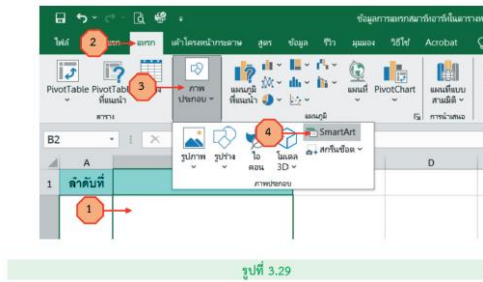 ข้อมูลการแทรกสมาร์ทอาร์ทในตารางท
ไฟล์ 2 แรก แทรก เค้าโครงหน้ากระดาษ สูตร ข้อมูล รีวิว มุมมอง วิธีใช้ Acrobat
3
PivotTable PivotTabl ภาพ แผนภูมิ แผนที่ PivotChart แผนที่แบบ
ที่แนะนำ ประกอบ ที่แนะนำ สามมิติ
ตาราง แผนภูมิ การนำเสนอ
B2 4 SmartArt
รูปภาพ รูปร่าง ไอ โมเดล สกรีนช็อต
คอน 3D
ภาพประกอบ
A D
1 ลำดับที่
1
รูปที่ 3.29